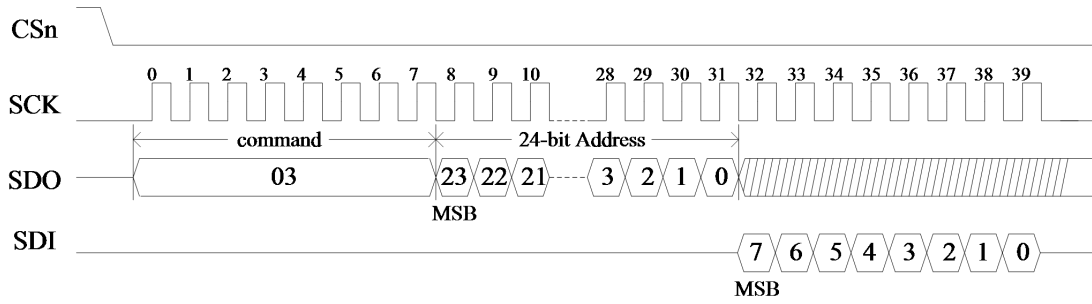 CSn
0 1 2 3 4 5 6 7 8 9 10 28 29 30 31 32 33 34 35 36 37 38 39
SCK
command 24-bit Address
SDO 03 23 22 21 3 2 1 0
MSB
SDI 7 6 5 4 3 2 1 0
MSB